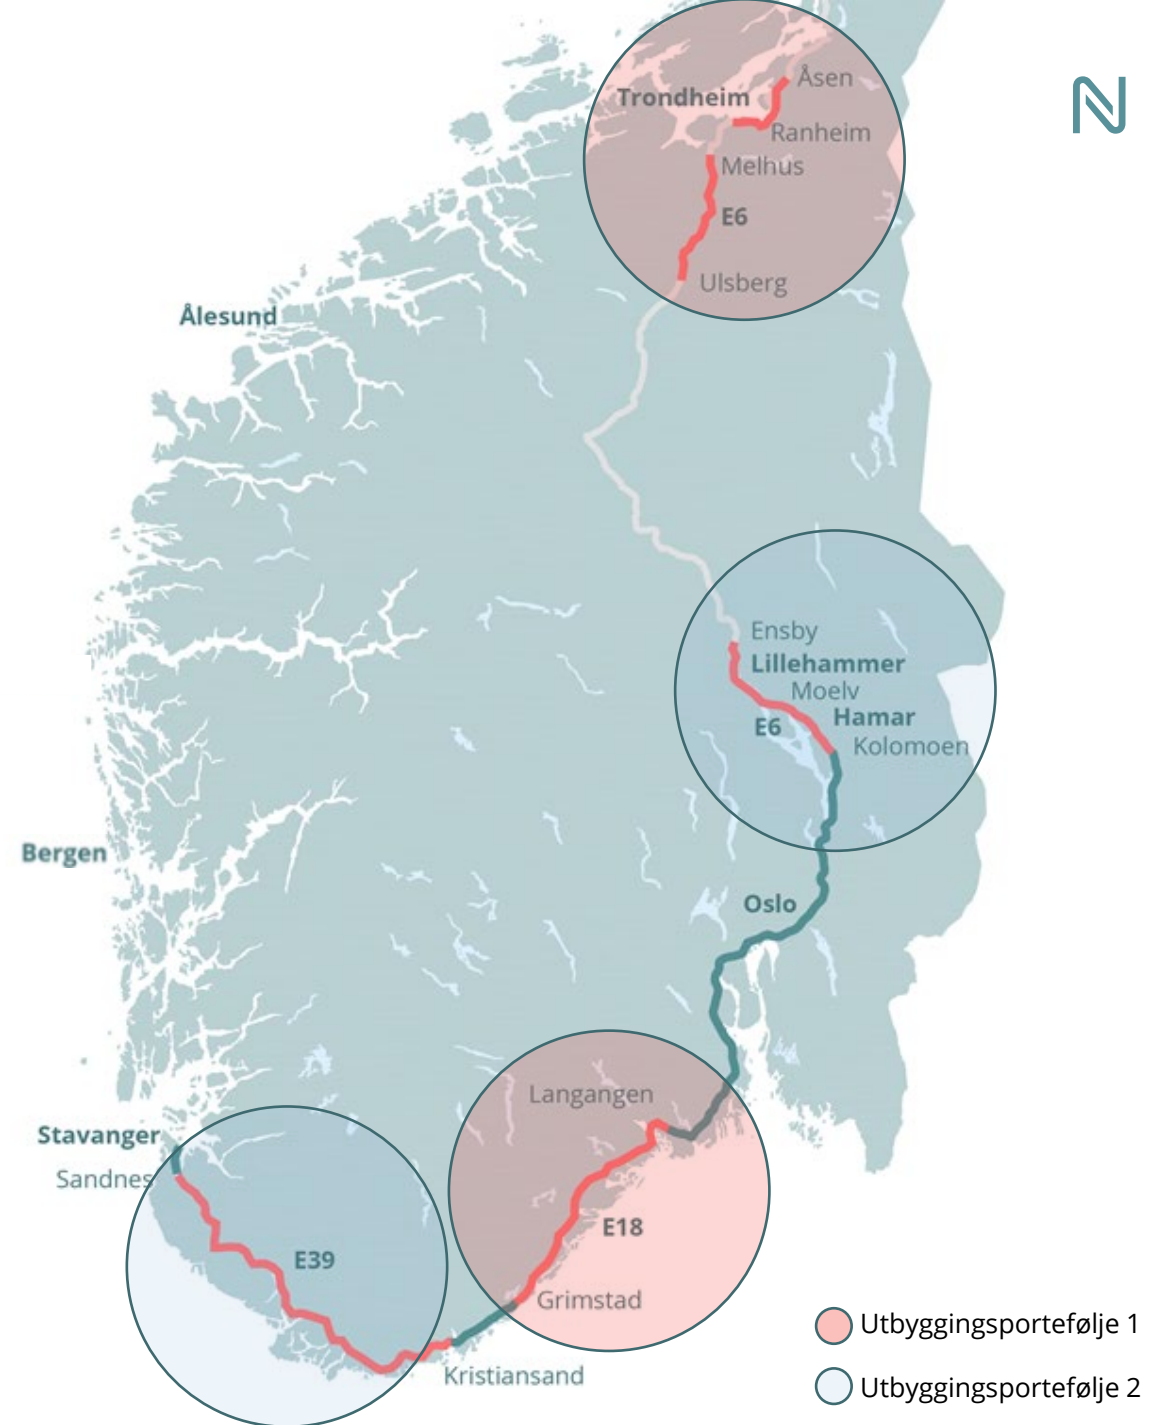 Åsen
Trondheim
Ranheim
Melhus
E6
Ulsberg
Ålesund
Ensby
Lillehammer
Moelv
Hamar
E6
Kolomoen
Bergen
Oslo
Langangen
Stavanger
Sandnes
E18
E39
Grimstad
Kristiansand
Utbyggingsportefølje 1
Utbyggingsportefølje 2